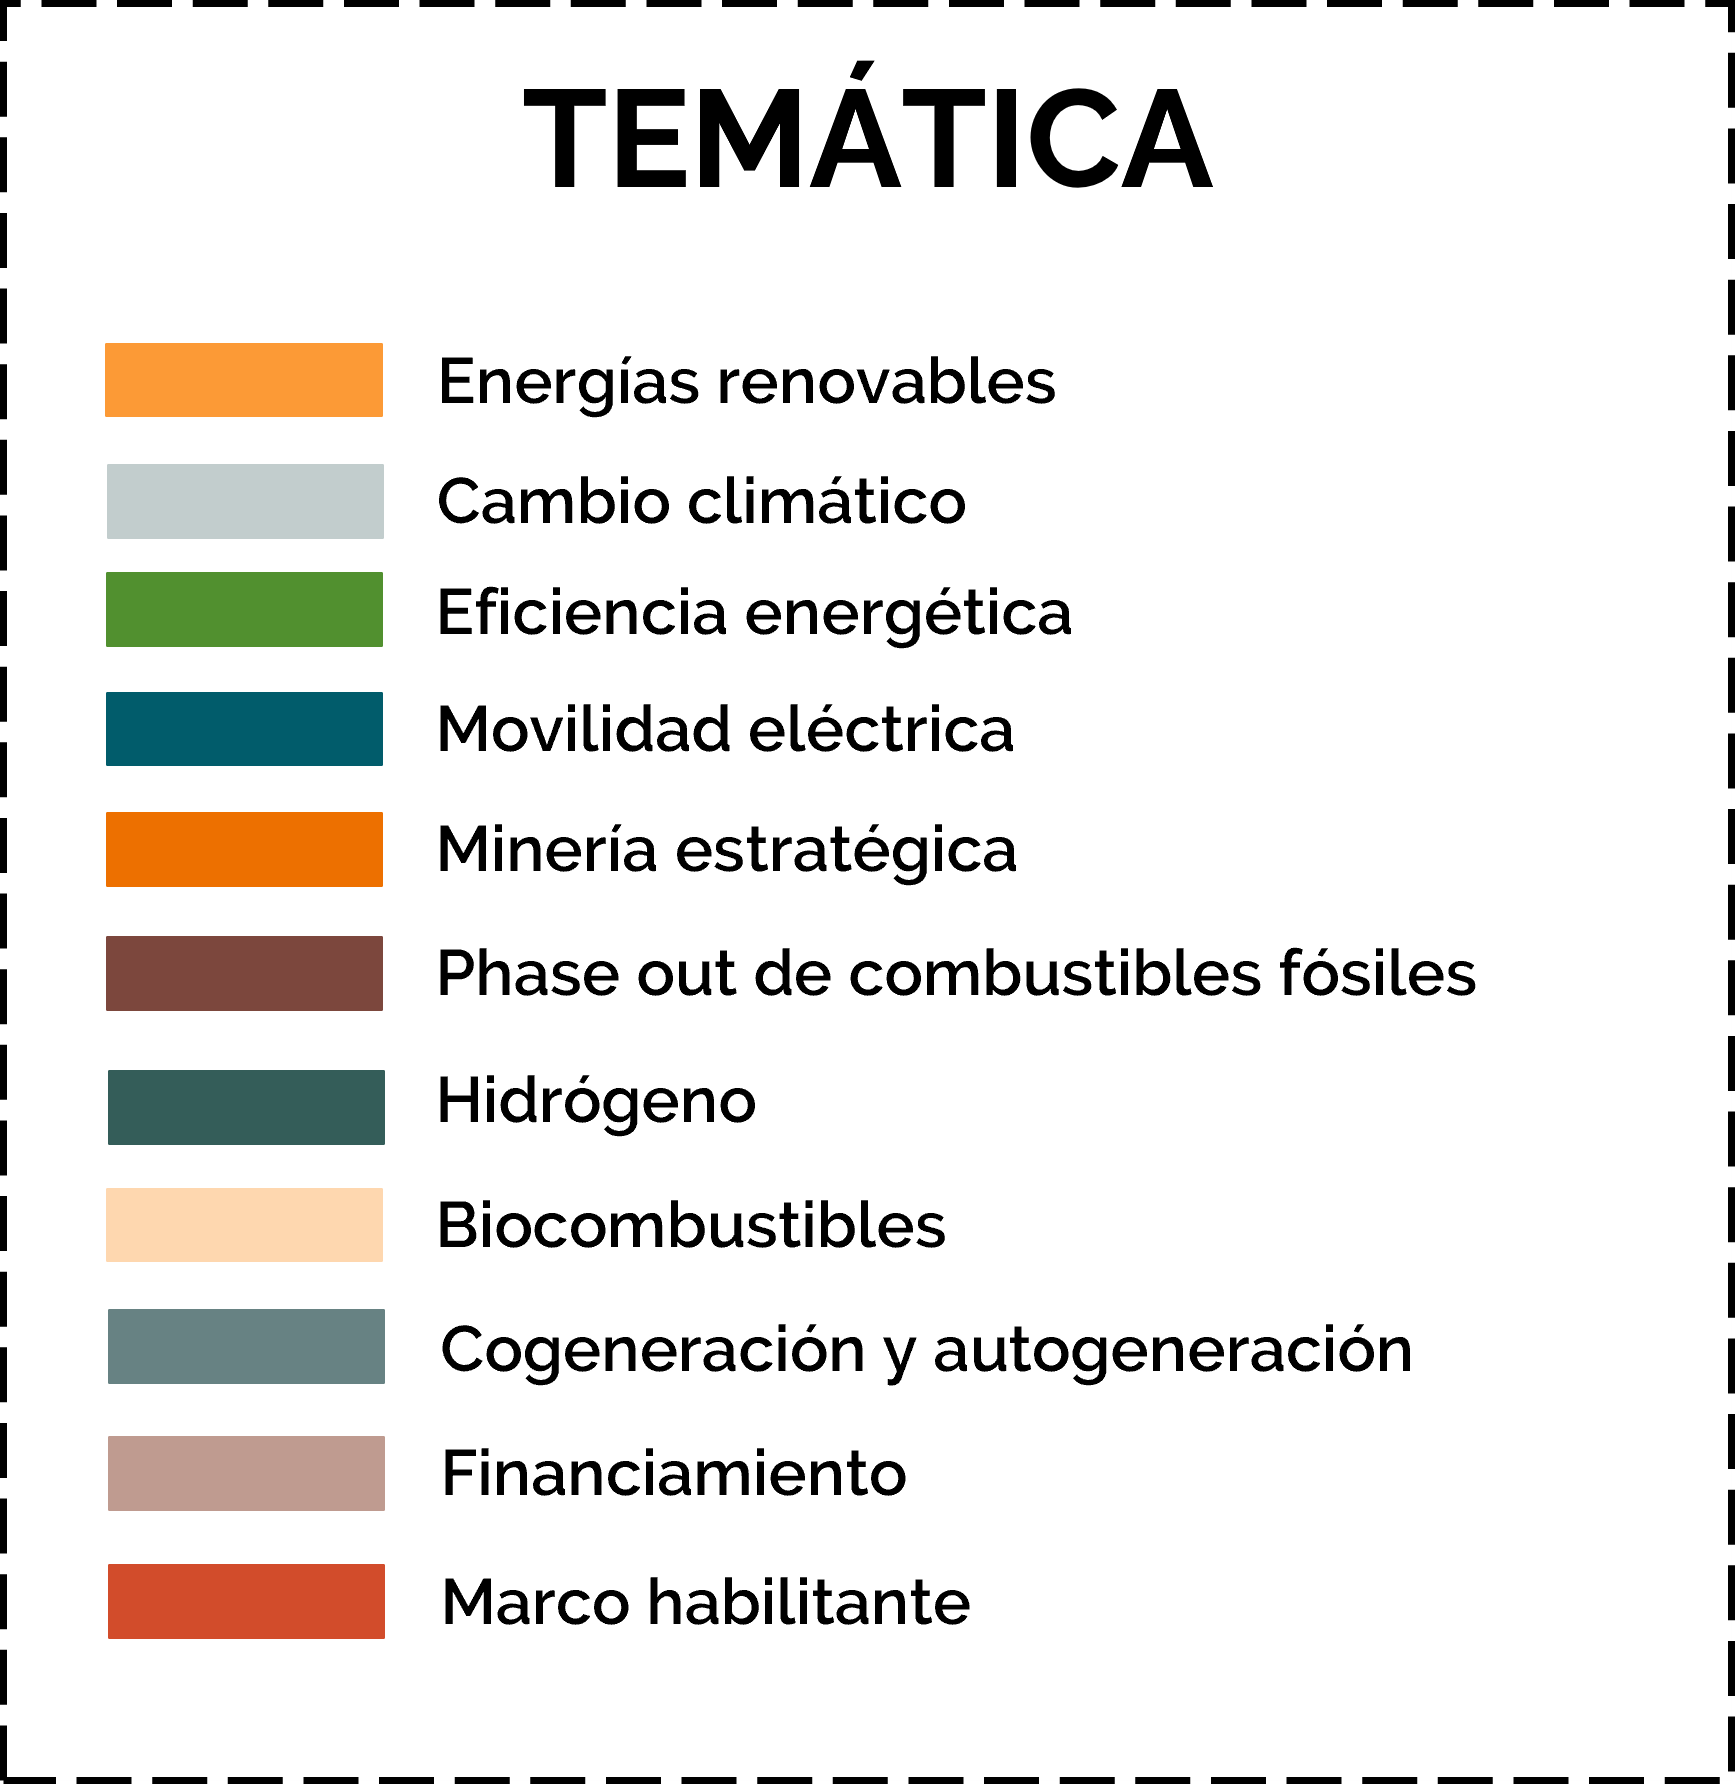 TEMÁTICA
Energías renovables
Cambio climático
Eficiencia energética
Movilidad eléctrica
Minería estratégica
Phase out de combustibles fósiles
Hidrógeno
Biocombustibles
Cogeneración y autogeneración
Financiamiento
Marco habilitante